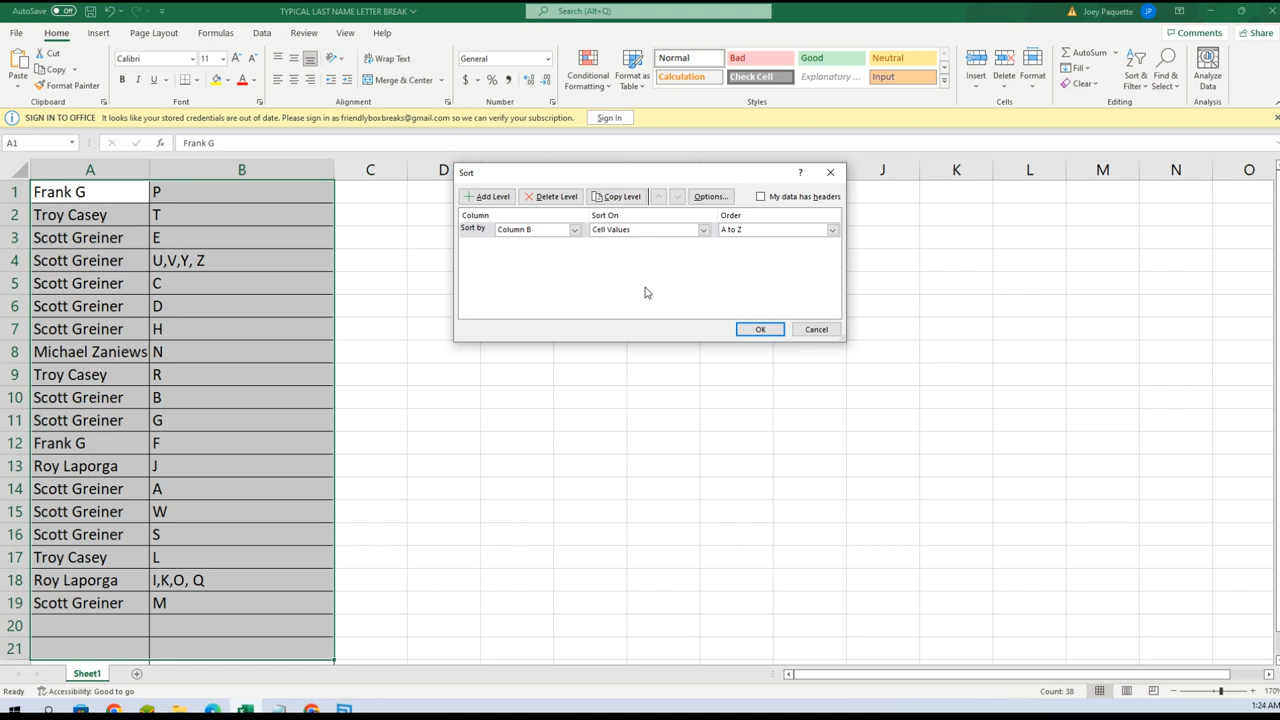 AutoSave Off TYPICAL LAST NAME LETTER BREAK Search (Alt+Q) Joey Paquette JP
File Home Insert Page Layout Formulas Data Review View Help Comments Share
Paste Cut Copy Format Painter Clipboard
Calibri 11 B I U Font
Wrap Text Merge & Center Alignment
General $ % Number
Conditional Formatting Format as Table
Normal Bad Good Neutral
Calculation Check Cell Explanatory ... Input
Styles
Insert Delete Format Cells
AutoSum Fill Clear Sort & Filter Find & Select Editing
Analyze Data Analysis
SIGN IN TO OFFICE It looks like your stored credentials are out of date. Please sign in as friendlyboxbreaks@gmail.com so we can verify your subscription. Sign In
A1 fx Frank G
A B C D J K L M N O
1 Frank G P
2 Troy Casey T
3 Scott Greiner E
4 Scott Greiner U,V,Y, Z
5 Scott Greiner C
6 Scott Greiner D
7 Scott Greiner H
8 Michael Zaniews N
9 Troy Casey R
10 Scott Greiner B
11 Scott Greiner G
12 Frank G F
13 Roy Laporga J
14 Scott Greiner A
15 Scott Greiner W
16 Scott Greiner S
17 Troy Casey L
18 Roy Laporga I,K,O, Q
19 Scott Greiner M
20
21
Sort ?
Add Level Delete Level Copy Level Options... My data has headers
Column Sort On Order
Sort by Column B Cell Values A to Z
OK Cancel
Sheet1
Ready Accessibility: Good to go Count: 38 170%
1:24 AM